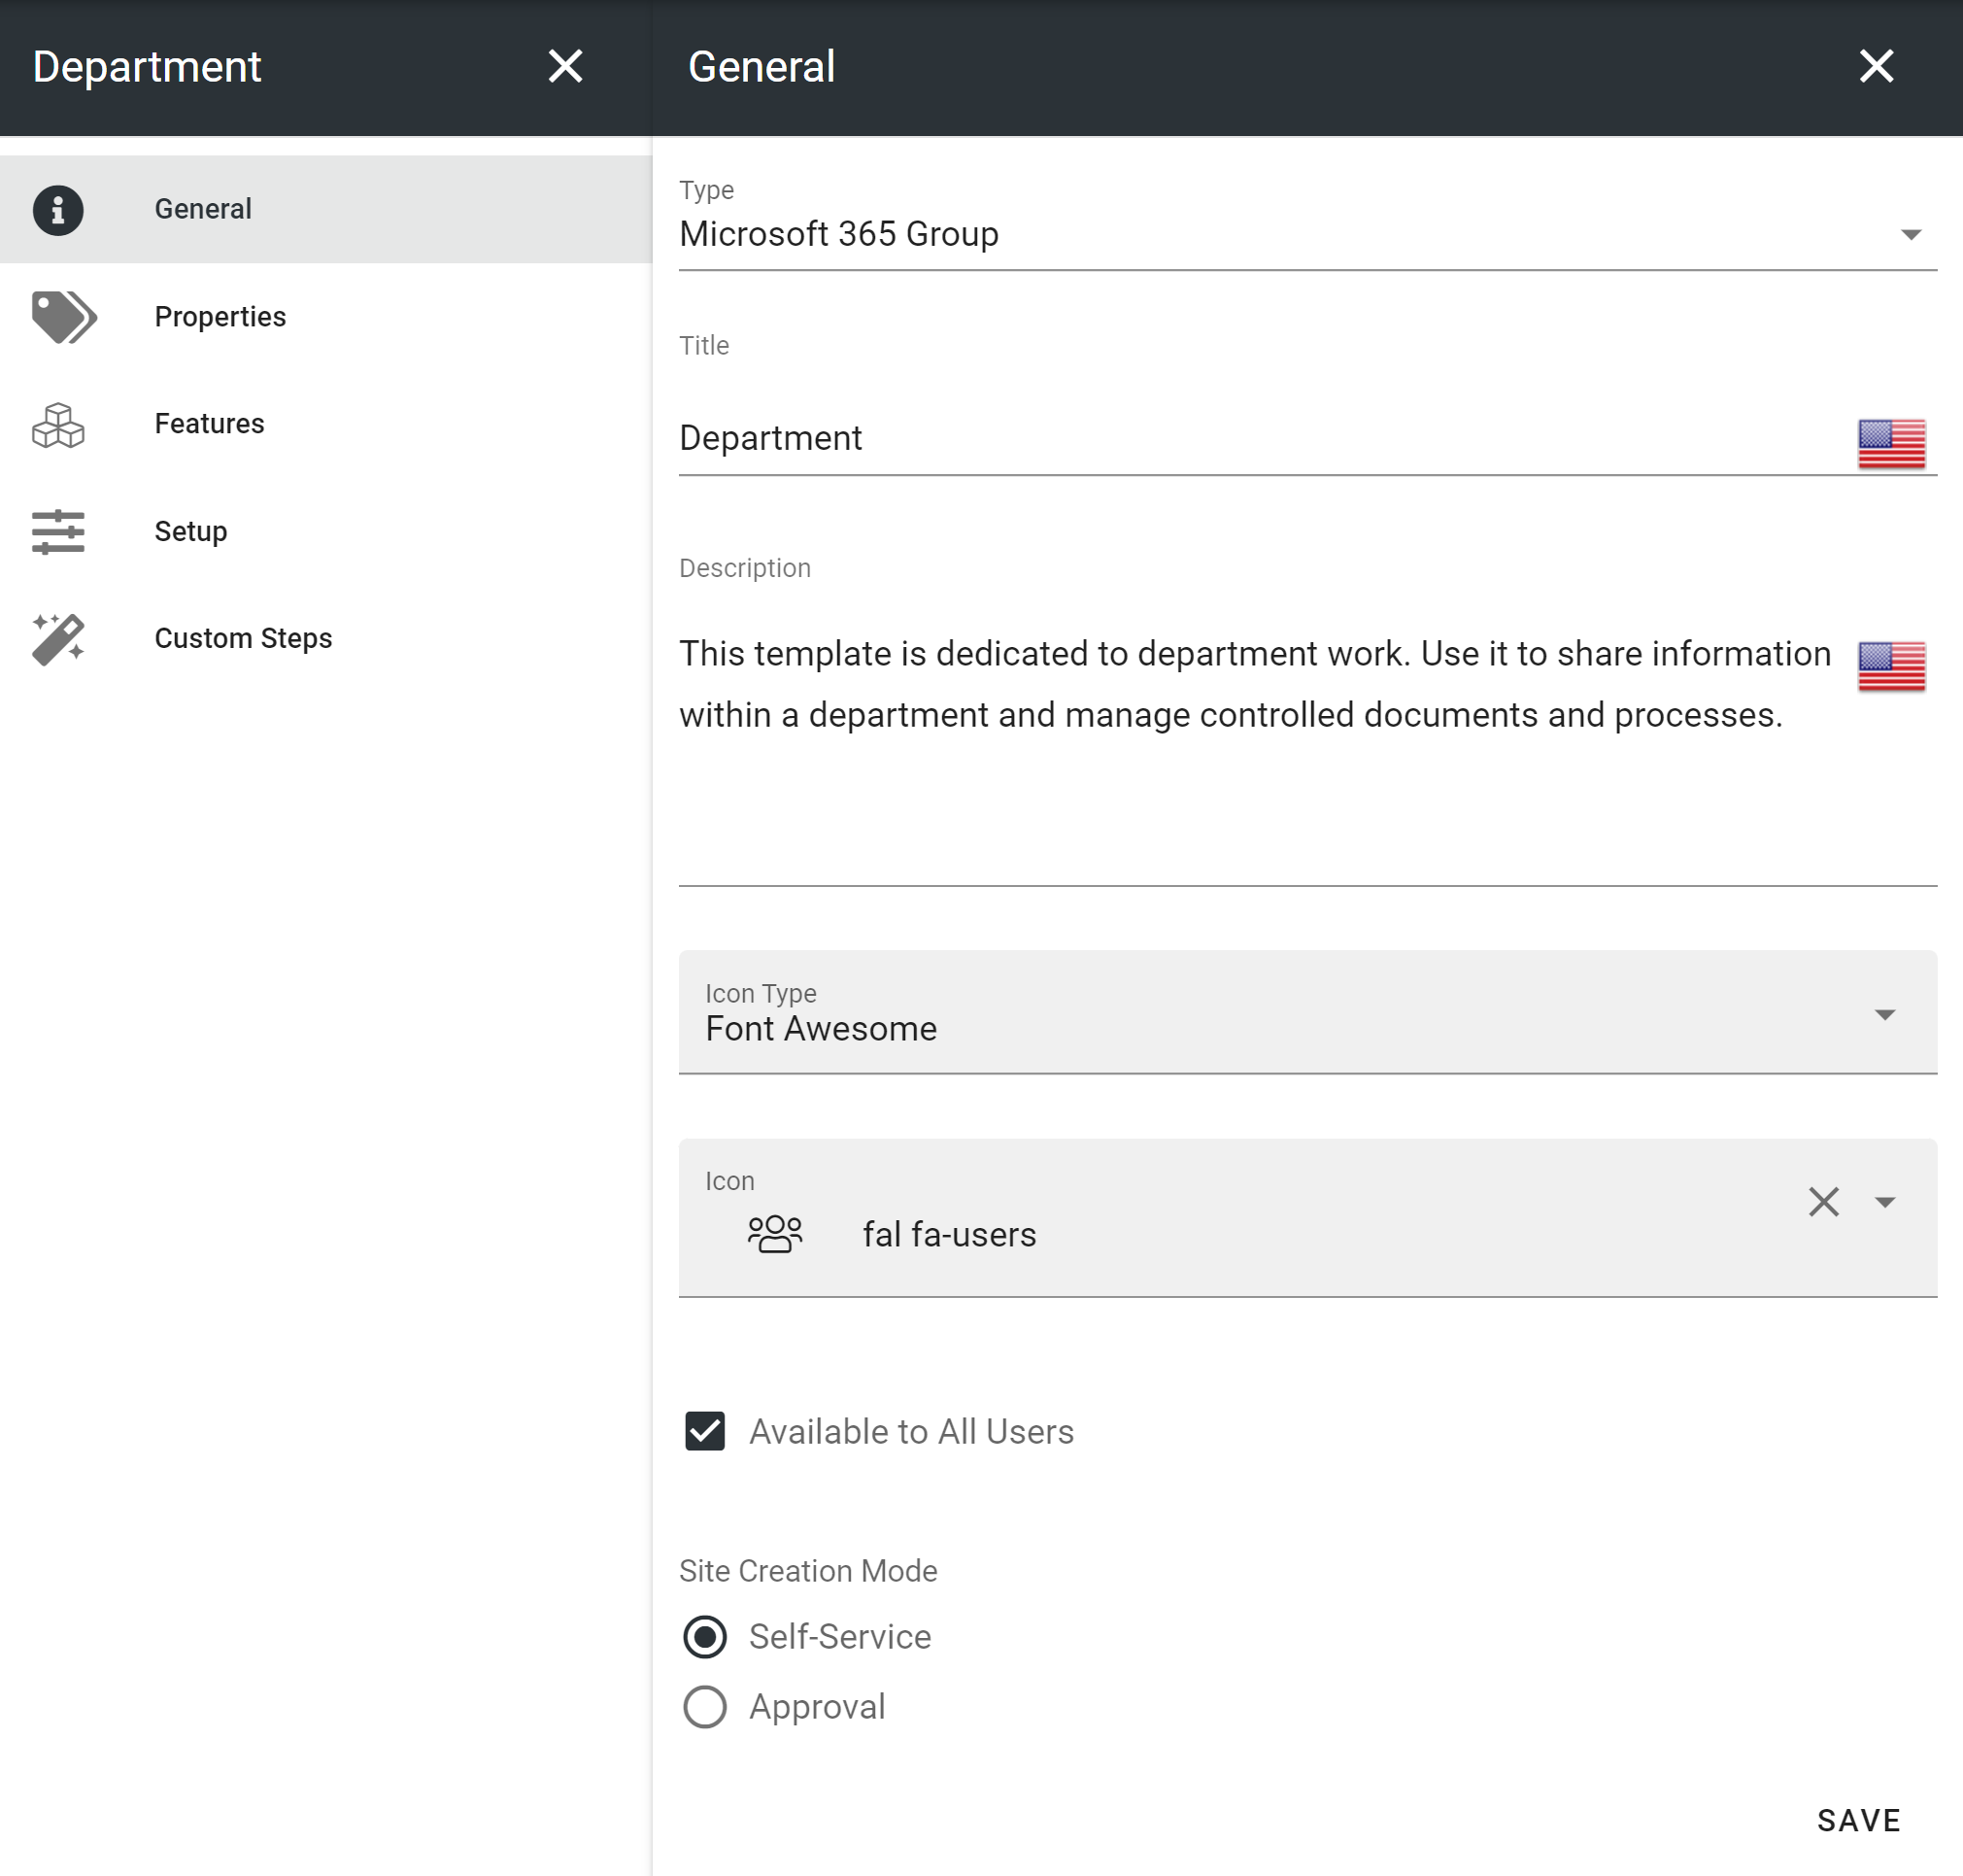 Department
General
General
Properties
Features
Setup
Custom Steps
Type
Microsoft 365 Group
Title
Department
Description
This template is dedicated to department work. Use it to share information
within a department and manage controlled documents and processes.
Icon Type
Font Awesome
Icon
fal fa-users
Available to All Users
Site Creation Mode
Self-Service
Approval
SAVE